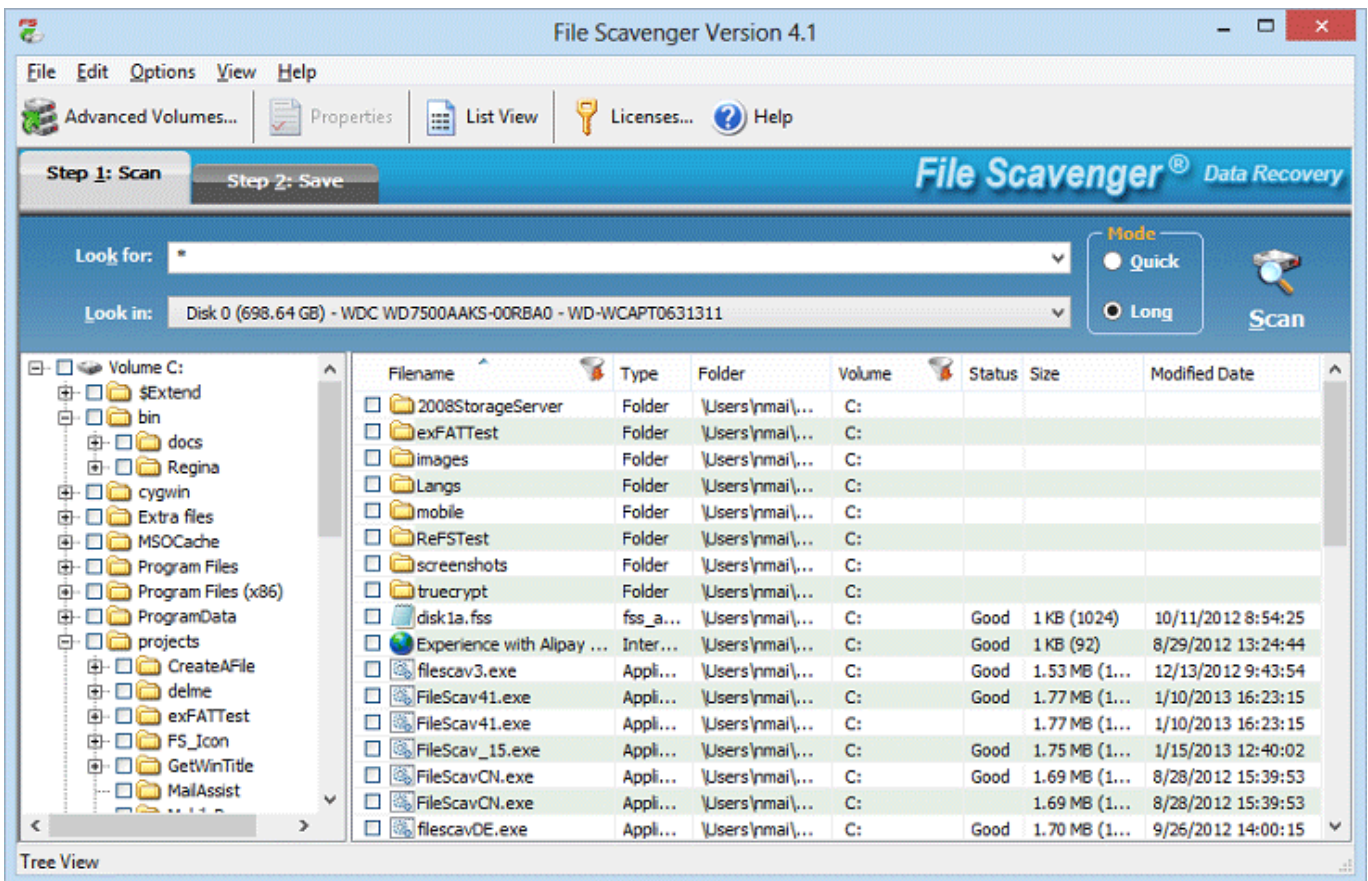 File Scavenger Version 4.1
File Edit Options View Help
Advanced Volumes... Properties List View Licenses... Help
Step 1: Scan Step 2: Save File Scavenger® Data Recovery
Mode
Look for: * Quick
Look in: Disk 0 (698.64 GB) - WDC WD7500AAKS-00RBA0 - WD-WCAPT0631311 Long Scan
Volume C:
$Extend
bin
docs
Regina
cygwin
Extra files
MSOCache
Program Files
Program Files (x86)
ProgramData
projects
CreateAFile
delme
exFATTest
FS_Icon
GetWinTitle
MailAssist
Filename Type Folder Volume Status Size Modified Date
2008StorageServer Folder \Users\nmai\... C:
exFATTest Folder \Users\nmai\... C:
images Folder \Users\nmai\... C:
Langs Folder \Users\nmai\... C:
mobile Folder \Users\nmai\... C:
ReFSTest Folder \Users\nmai\... C:
screenshots Folder \Users\nmai\... C:
truecrypt Folder \Users\nmai\... C:
disk1a.fss fss_a... \Users\nmai\... C: Good 1 KB (1024) 10/11/2012 8:54:25
Experience with Alipay ... Inter... \Users\nmai\... C: Good 1 KB (92) 8/29/2012 13:24:44
filescav3.exe Appli... \Users\nmai\... C: Good 1.53 MB (1... 12/13/2012 9:43:54
FileScav41.exe Appli... \Users\nmai\... C: Good 1.77 MB (1... 1/10/2013 16:23:15
FileScav41.exe Appli... \Users\nmai\... C: 1.77 MB (1... 1/10/2013 16:23:15
FileScav_15.exe Appli... \Users\nmai\... C: Good 1.75 MB (1... 1/15/2013 12:40:02
FileScavCN.exe Appli... \Users\nmai\... C: Good 1.69 MB (1... 8/28/2012 15:39:53
FileScavCN.exe Appli... \Users\nmai\... C: 1.69 MB (1... 8/28/2012 15:39:53
filescavDE.exe Appli... \Users\nmai\... C: Good 1.70 MB (1... 9/26/2012 14:00:15
Tree View